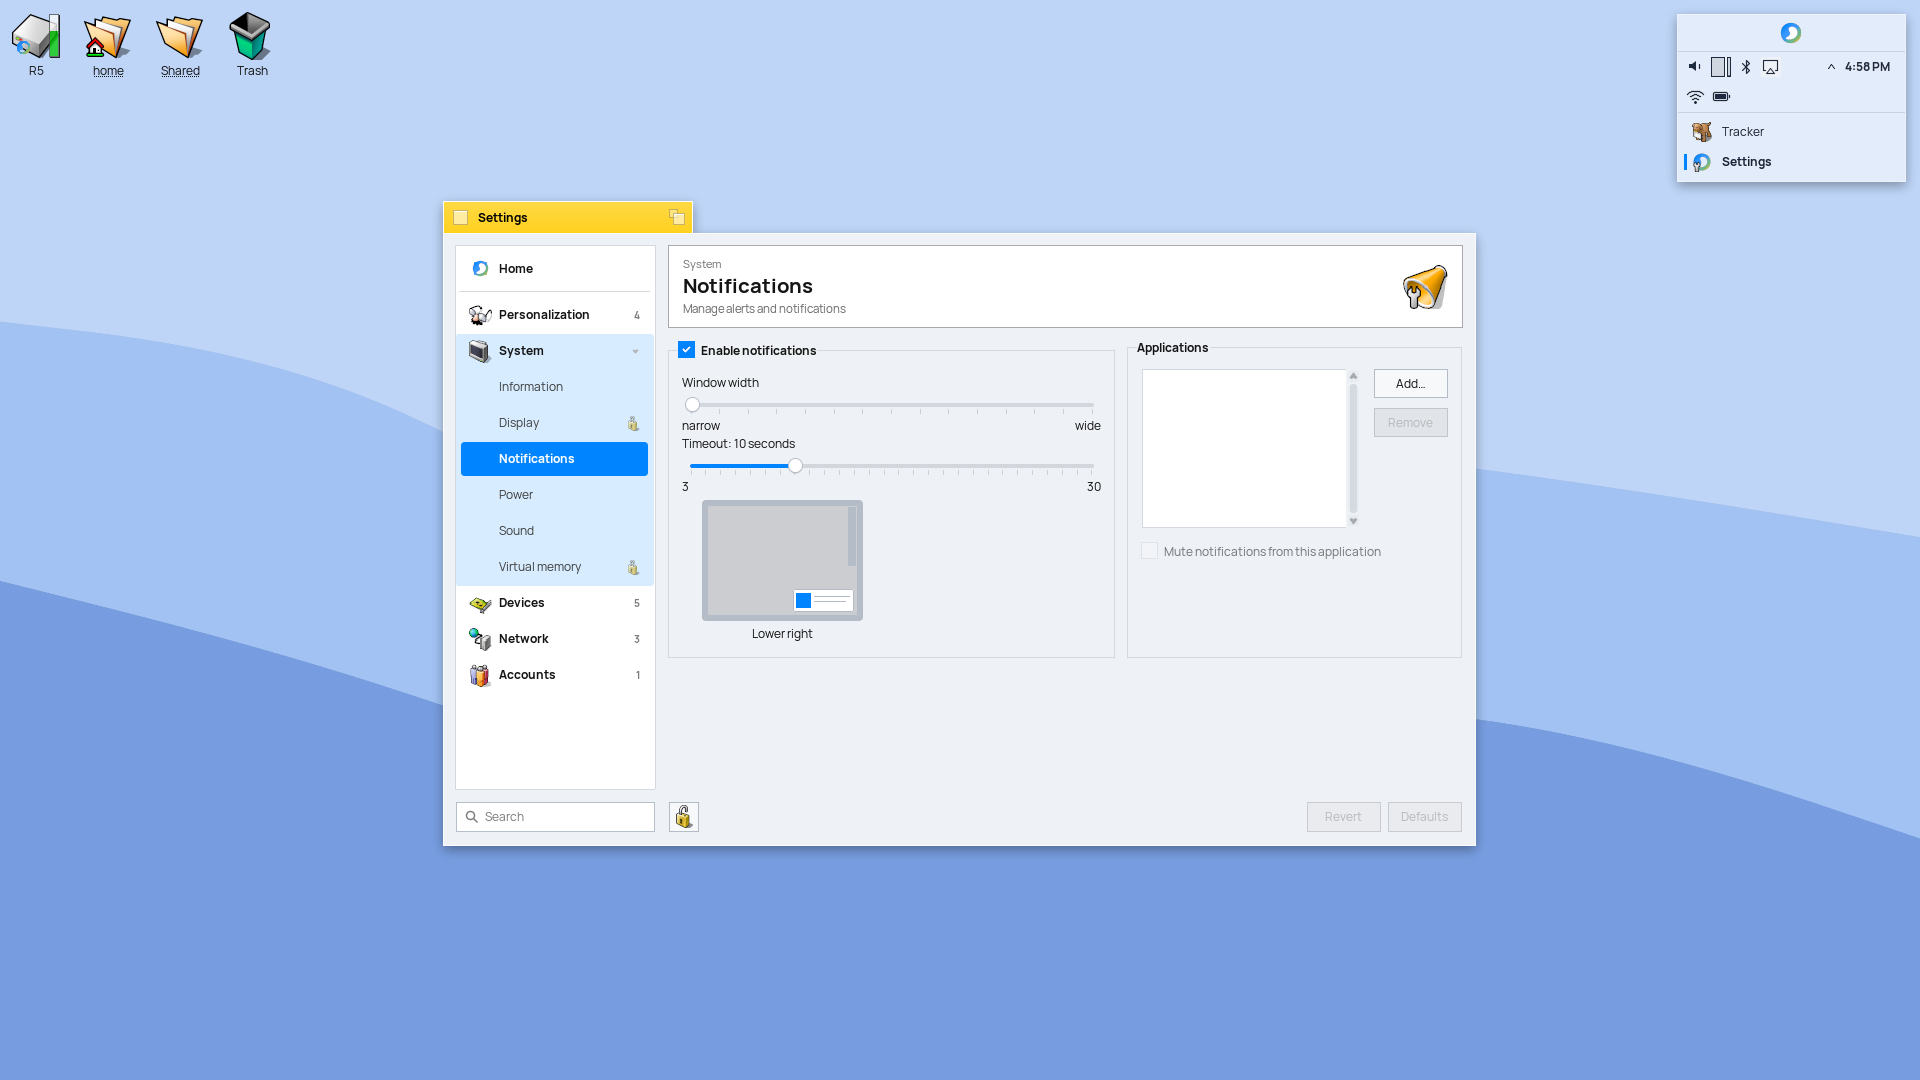 R5
home
Shared
Trash
4:58 PM
Tracker
Settings
Settings
Home
Personalization 4
System
Information
Display
Notifications
Power
Sound
Virtual memory
Devices 5
Network 3
Accounts 1
Search
System
Notifications
Manage alerts and notifications
Enable notifications
Window width
narrow wide
Timeout: 10 seconds
3 30
Lower right
Applications
Add...
Remove
Mute notifications from this application
Revert
Defaults